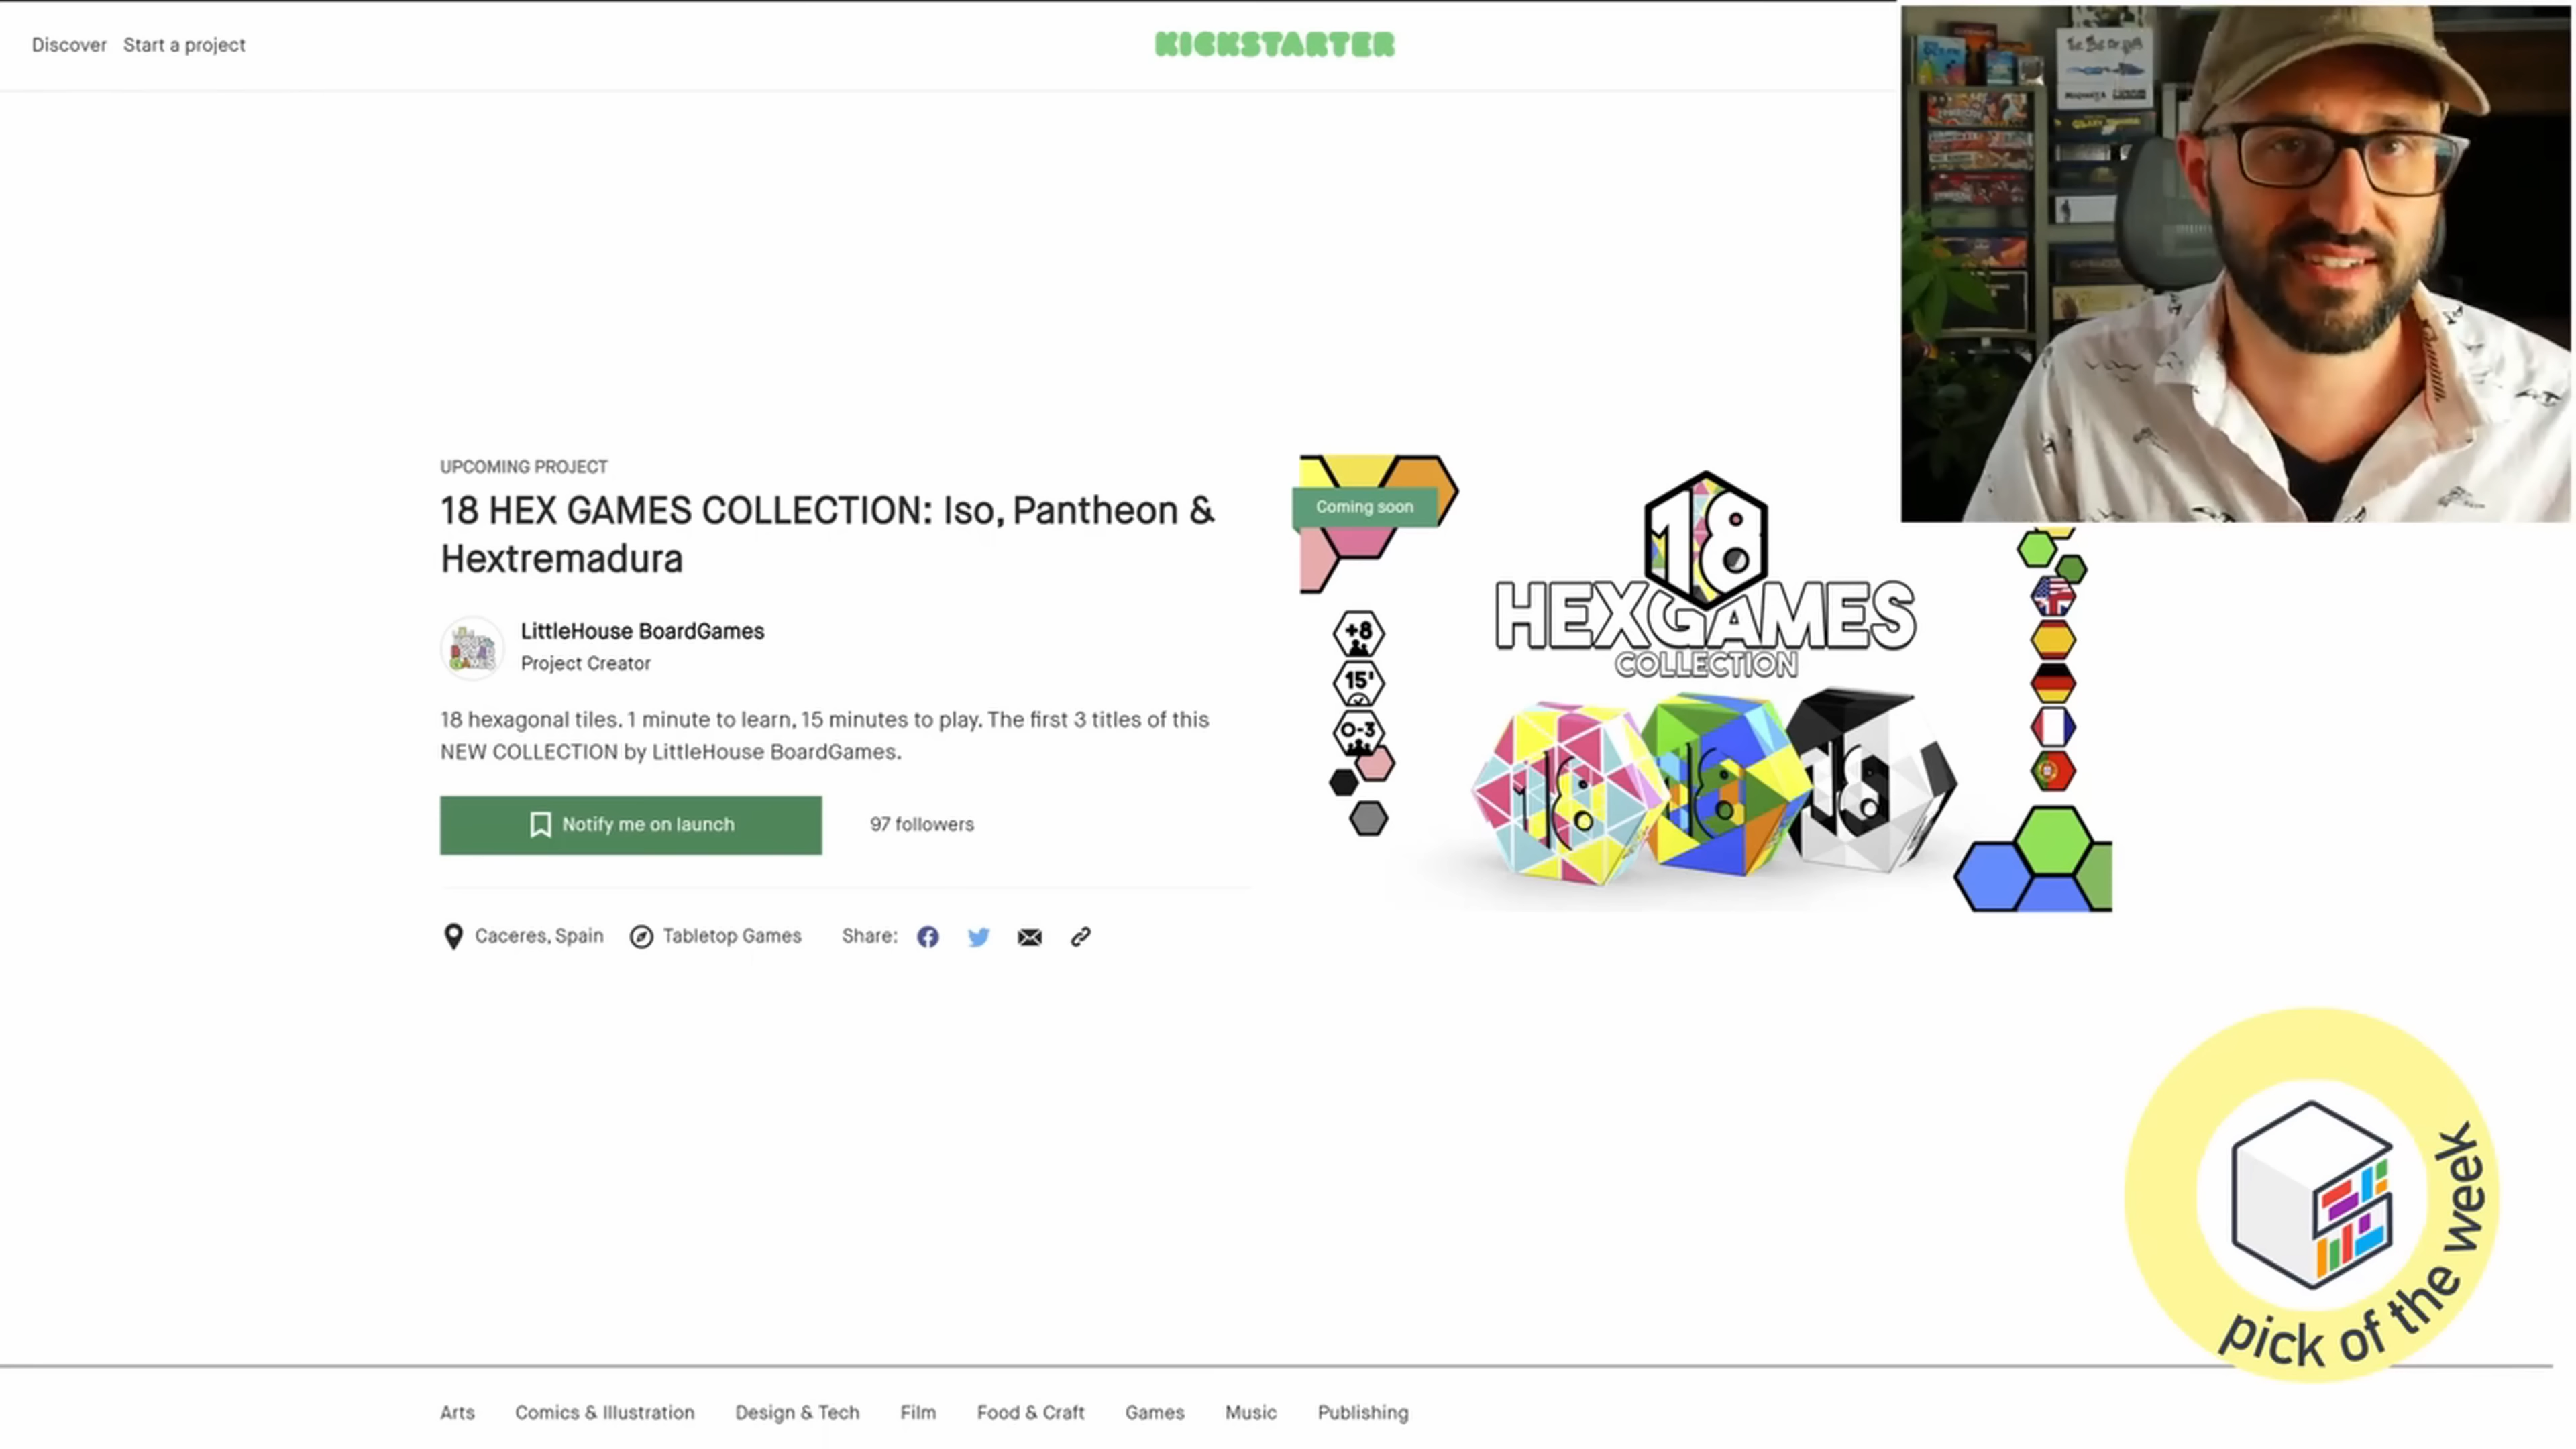 Discover Start a project
KICKSTARTER
UPCOMING PROJECT
18 HEX GAMES COLLECTION: Iso, Pantheon &
Hextremadura
LittleHouse BoardGames
Project Creator
18 hexagonal tiles. 1 minute to learn, 15 minutes to play. The first 3 titles of this
NEW COLLECTION by LittleHouse BoardGames.
Notify me on launch
97 followers
Caceres, Spain Tabletop Games Share:
Coming soon
18
HEXGAMES
COLLECTION
+8
15'
0-3
18
18
18
pick of the week
Arts Comics & Illustration Design & Tech Film Food & Craft Games Music Publishing